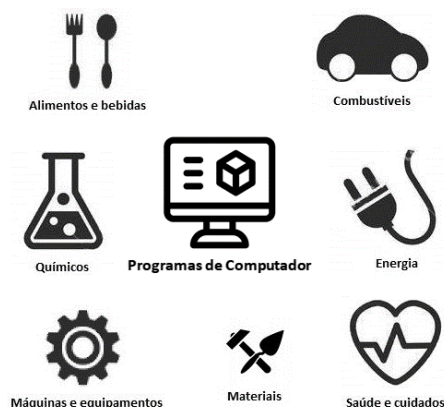 Alimentos e bebidas
Combustíveis
Químicos
Programas de Computador
Energia
Máquinas e equipamentos
Materiais
Saúde e cuidados